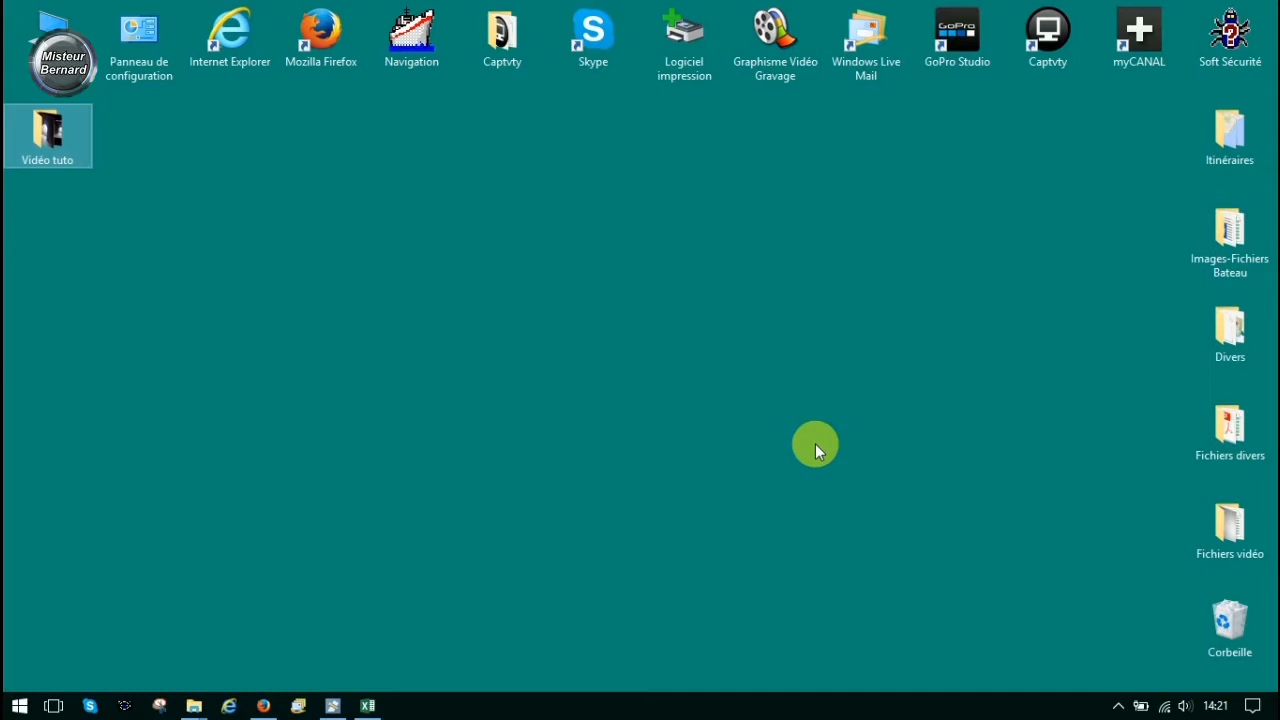 Misteur
Bernard
Panneau de
configuration
Internet Explorer
Mozilla Firefox
Navigation
Captvty
Skype
Logiciel
impression
Graphisme Vidéo
Gravage
Windows Live
Mail
GoPro
GoPro Studio
Captvty
myCANAL
Soft Sécurité
Vidéo tuto
Itinéraires
Images-Fichiers
Bateau
Divers
Fichiers divers
Fichiers vidéo
Corbeille
14:21